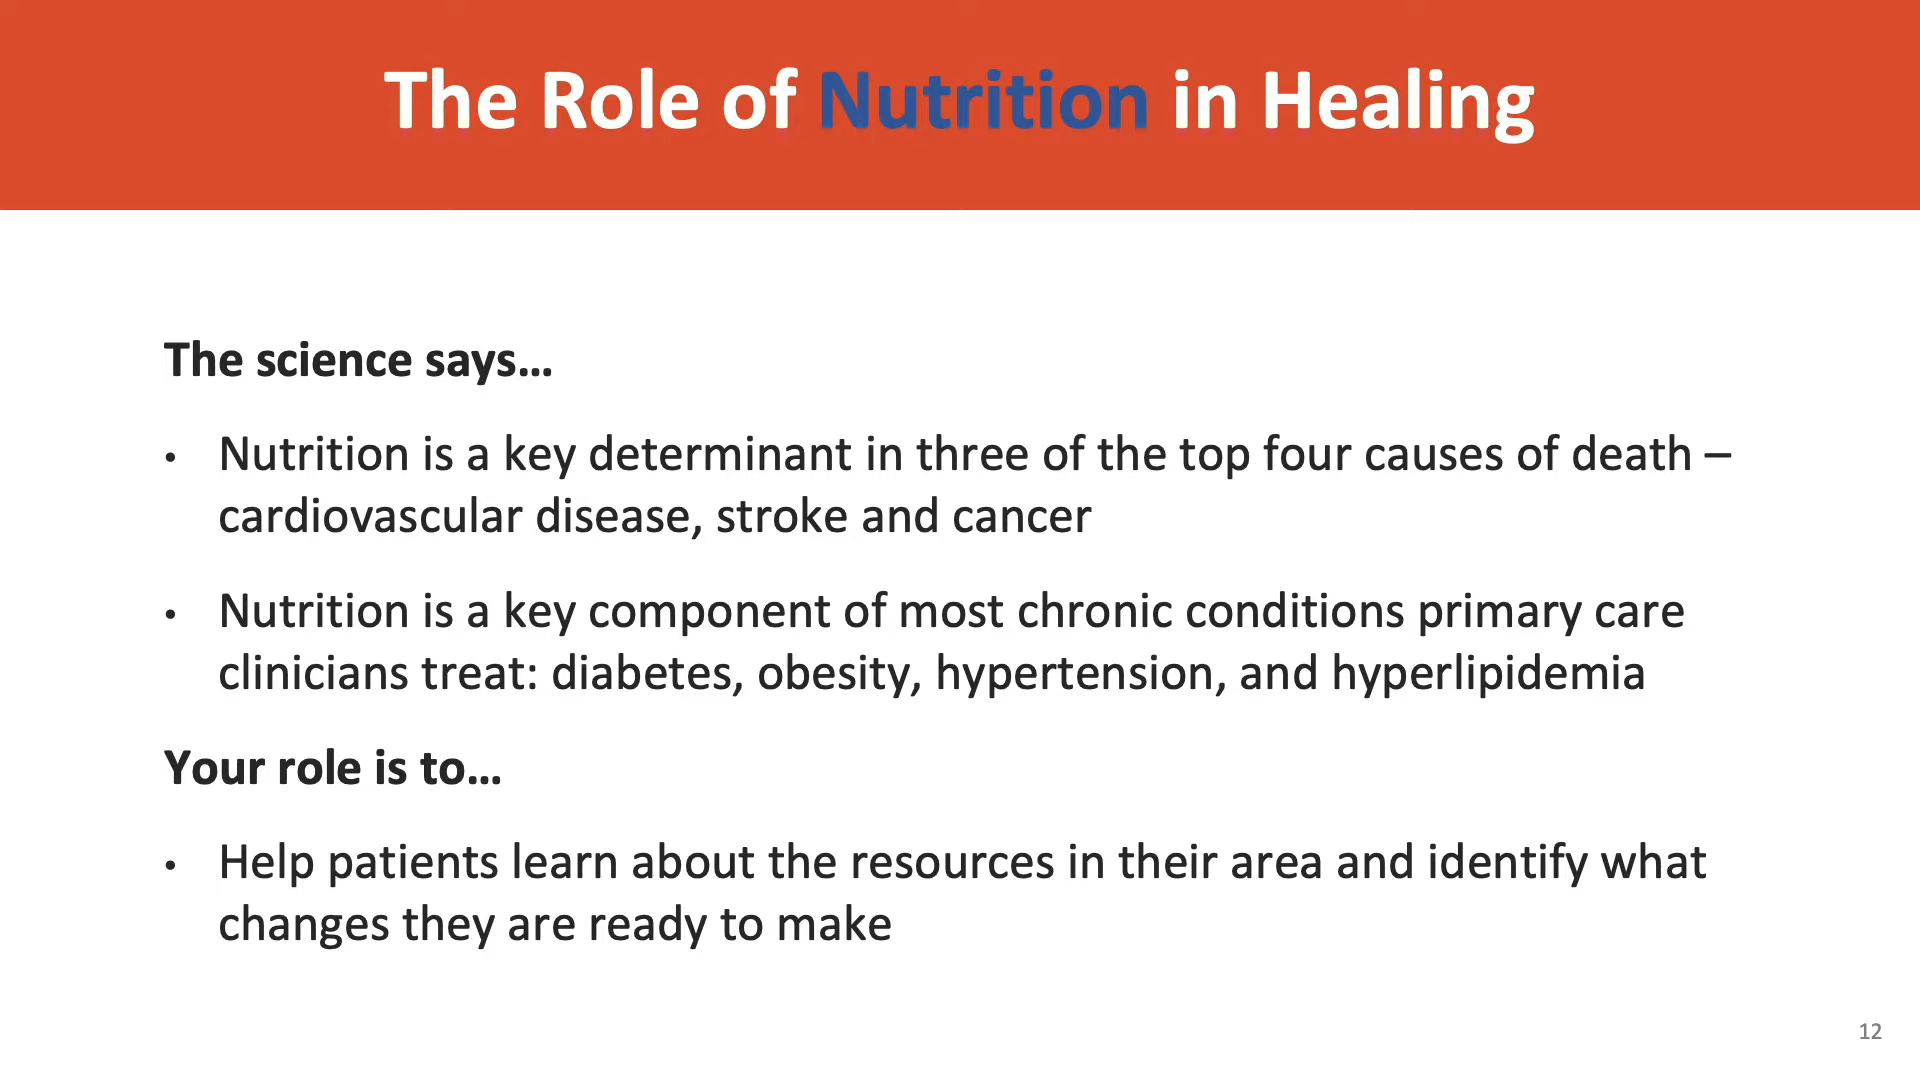 The Role of Nutrition in Healing
The science says...
• Nutrition is a key determinant in three of the top four causes of death –
cardiovascular disease, stroke and cancer
• Nutrition is a key component of most chronic conditions primary care
clinicians treat: diabetes, obesity, hypertension, and hyperlipidemia
Your role is to...
• Help patients learn about the resources in their area and identify what
changes they are ready to make
12